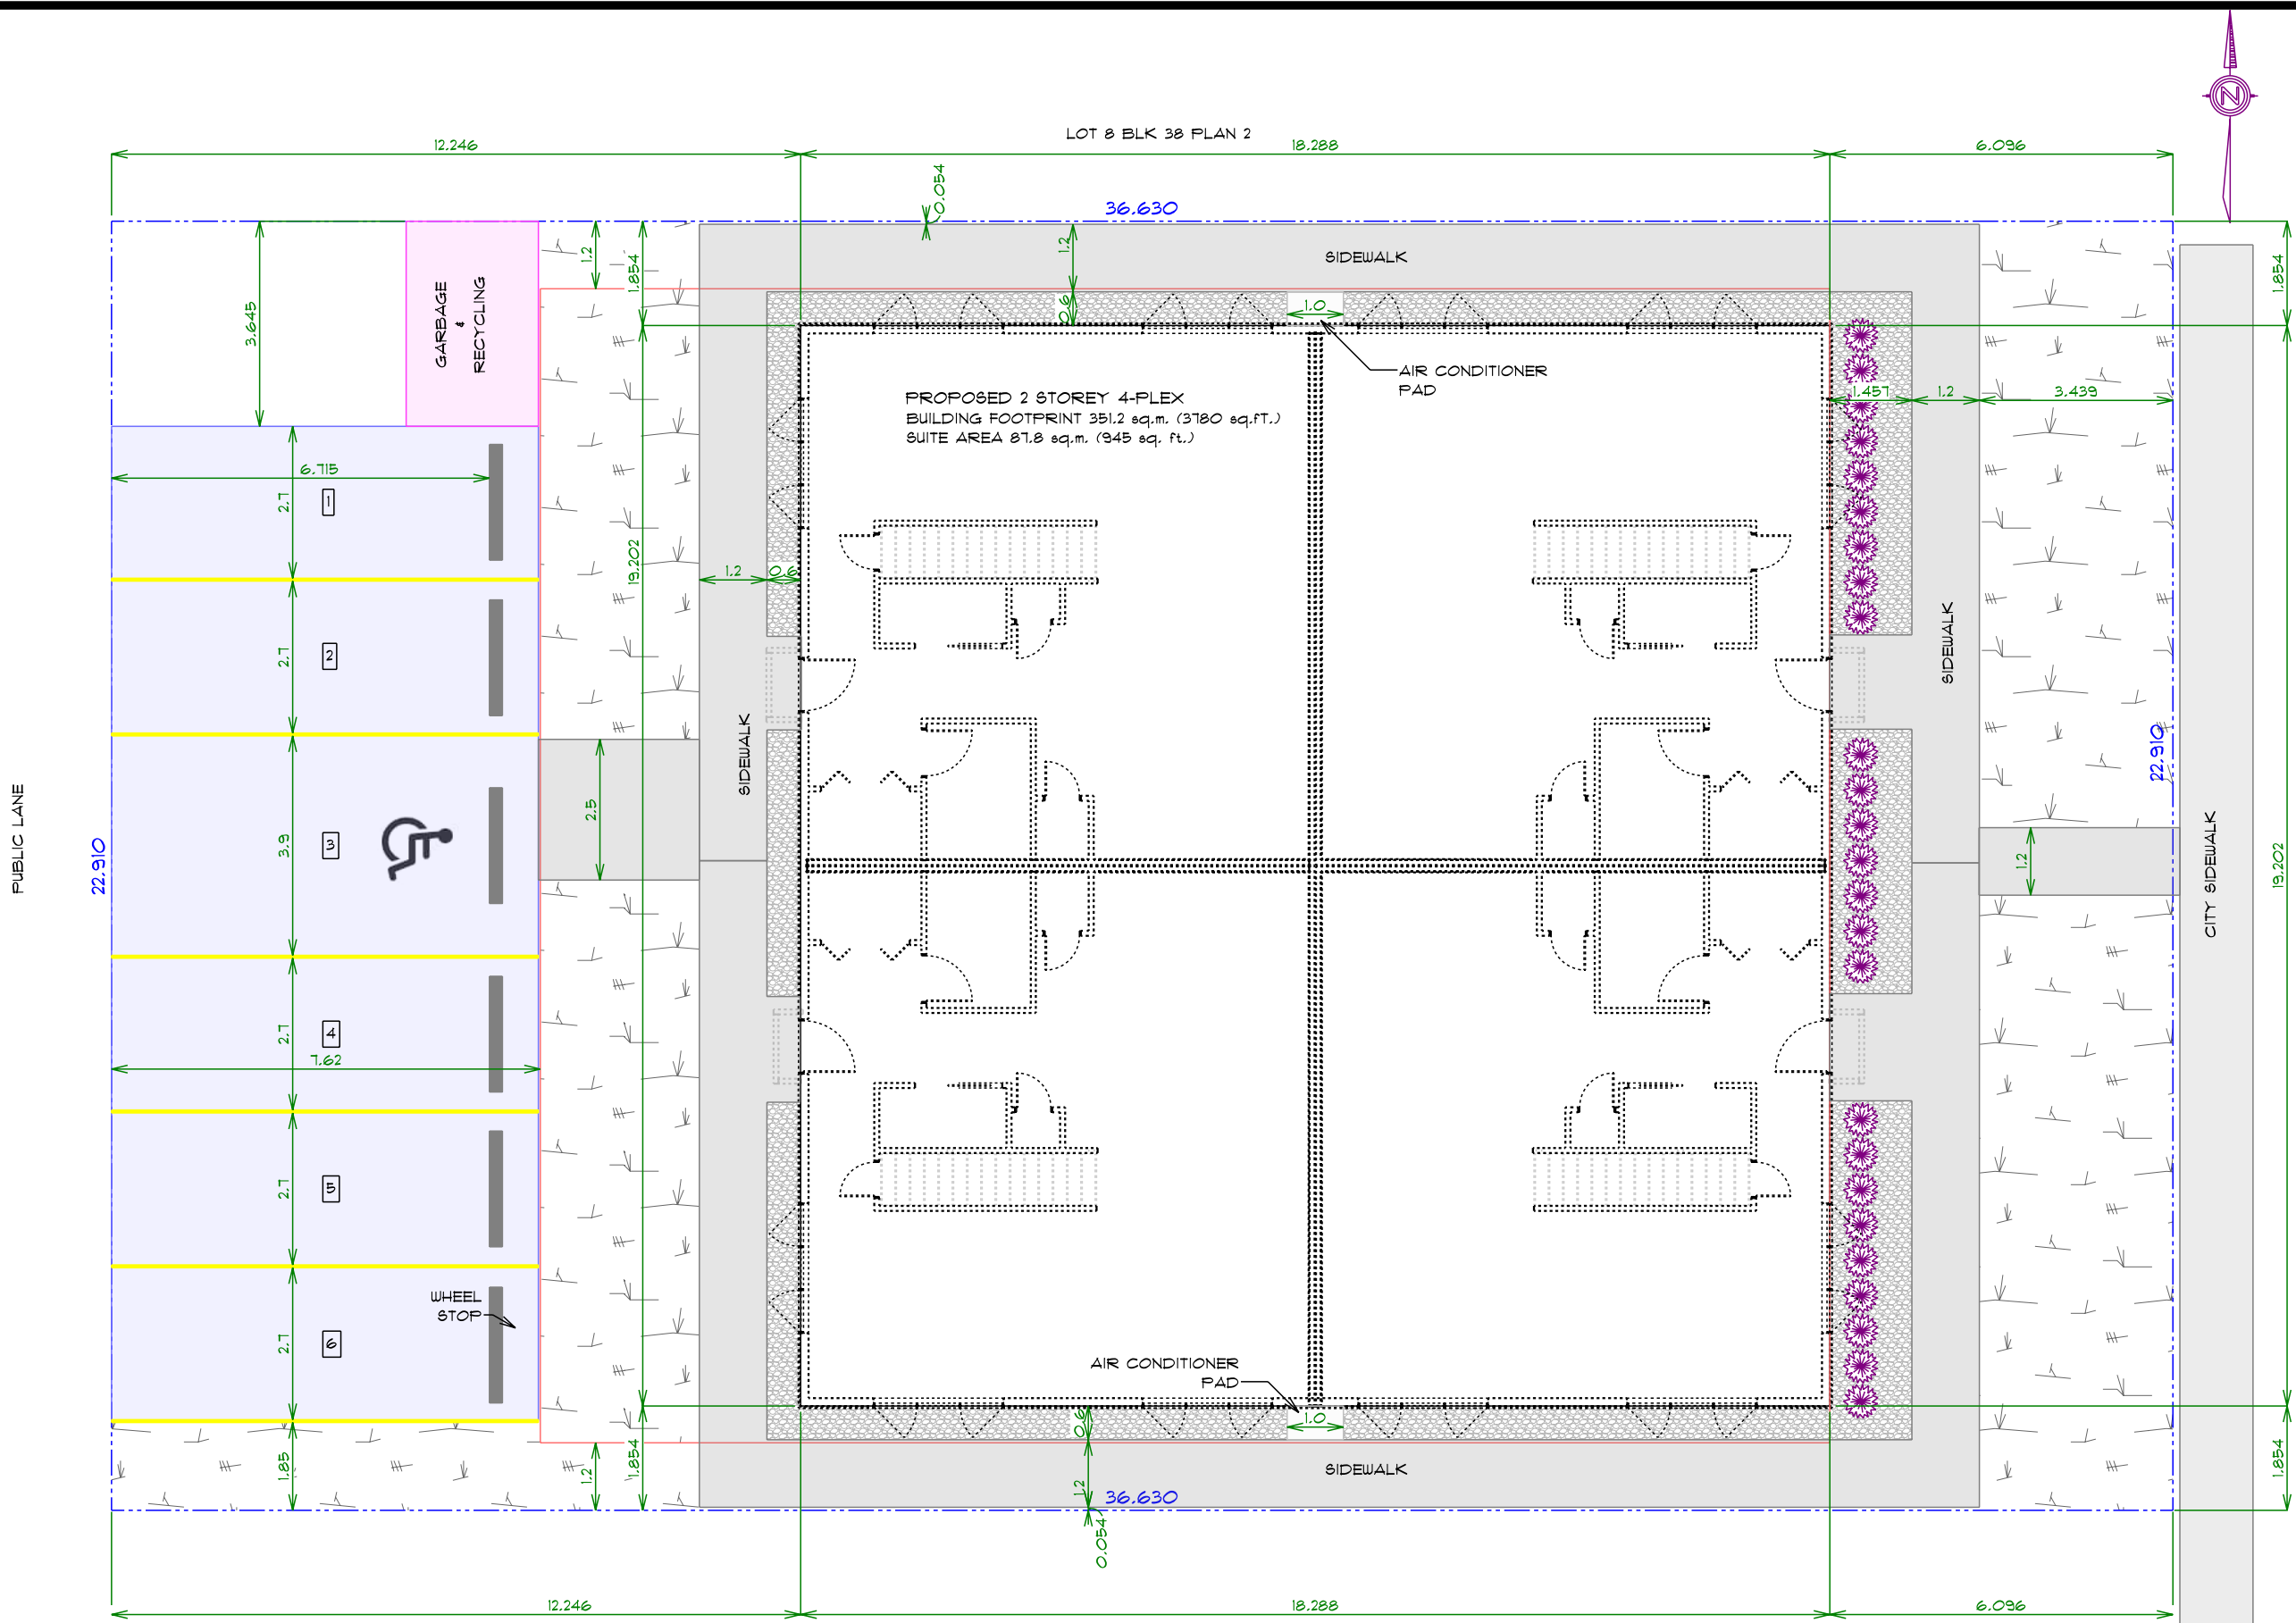 LOT 8 BLK 38 PLAN 2
12.246
18.288
6.096
N
0.054
36.630
1.2
1.854
1.2
SIDEWALK
1.854
3.645
GARBAGE
&
RECYCLING
0.6
1.0
AIR CONDITIONER
PAD
PROPOSED 2 STOREY 4-PLEX
BUILDING FOOTPRINT 351.2 sq.m. (3780 sq.fT.)
SUITE AREA 87.8 sq.m. (945 sq. ft.)
1.457
1.2
3.439
6.715
2.7
1
19.202
1.2
0.6
2.7
2
SIDEWALK
SIDEWALK
22.910
PUBLIC LANE
22.910
3.9
3
2.5
1.2
CITY SIDEWALK
19.202
2.7
4
7.62
2.7
5
WHEEL
STOP
2.7
6
AIR CONDITIONER
PAD
1.0
0.6
1.85
1.2
1.854
1.2
SIDEWALK
1.854
36.630
0.054
12.246
18.288
6.096